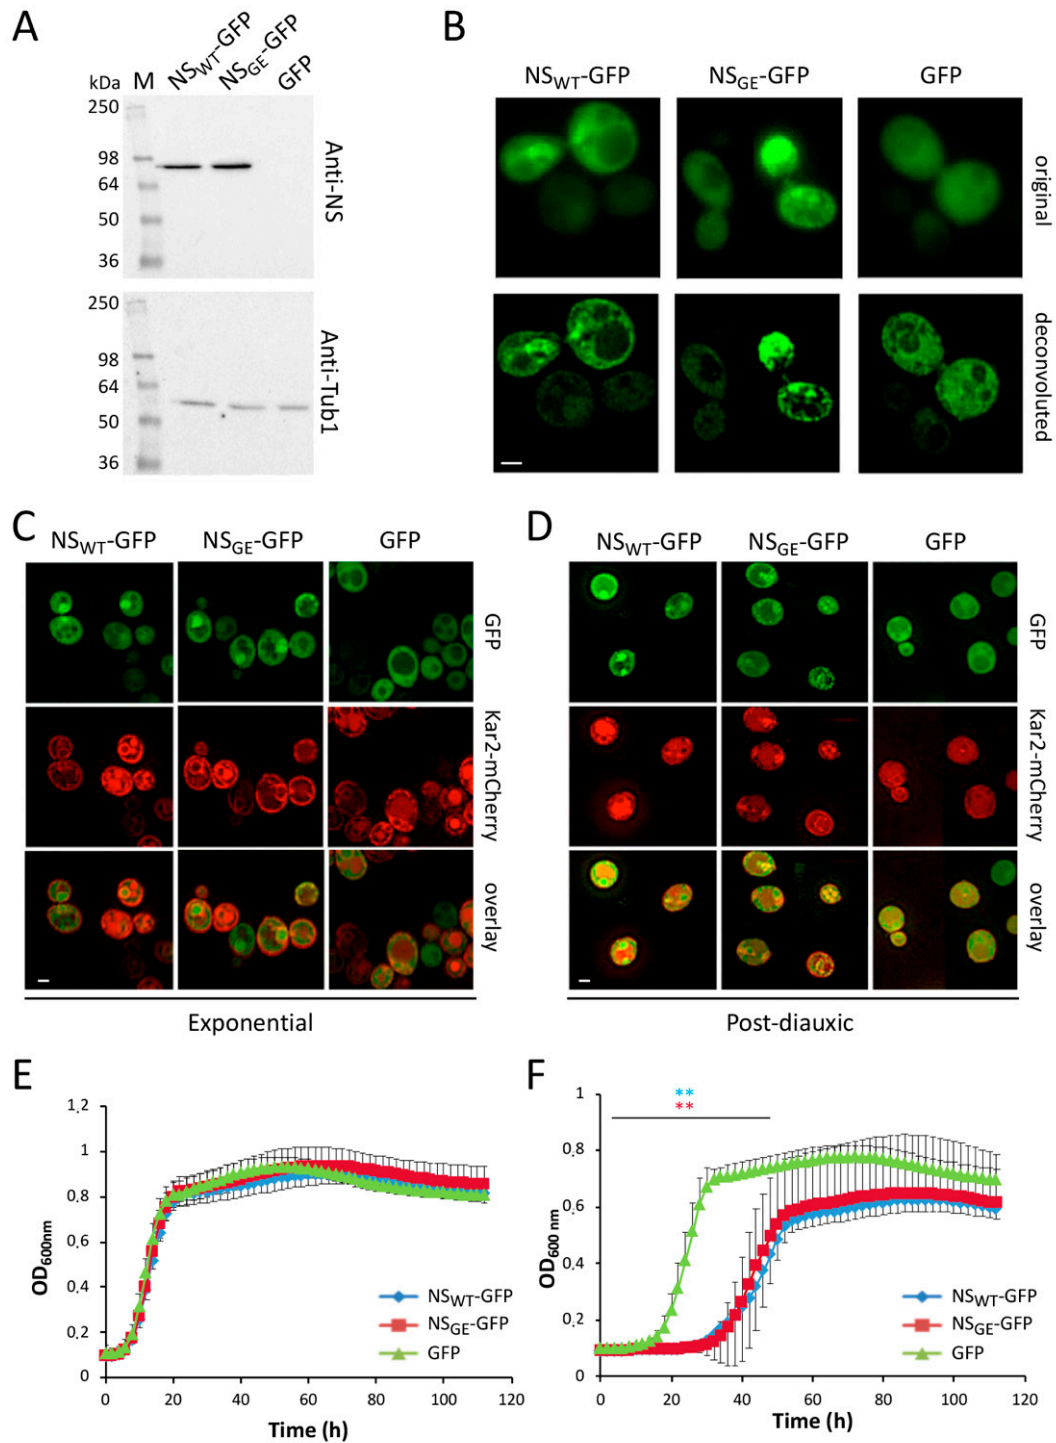 A
kDa M NSWT-GFP NSGE-GFP GFP
250
98
64
50
36
Anti-NS
250
98
64
50
36
Anti-Tub1
B
NSWT-GFP NSGE-GFP GFP
original
deconvoluted
C
NSWT-GFP NSGE-GFP GFP
GFP
Kar2-mCherry
overlay
Exponential
D
NSWT-GFP NSGE-GFP GFP
GFP
Kar2-mCherry
overlay
Post-diauxic
E
1,2
1
0,8
0,6
0,4
0,2
0
OD600nm
0 20 40 60 80 100 120
Time (h)
NSWT-GFP
NSGE-GFP
GFP
F
**
**
1
0,8
0,6
0,4
0,2
0
OD600 nm
0 20 40 60 80 100 120
Time (h)
NSWT-GFP
NSGE-GFP
GFP